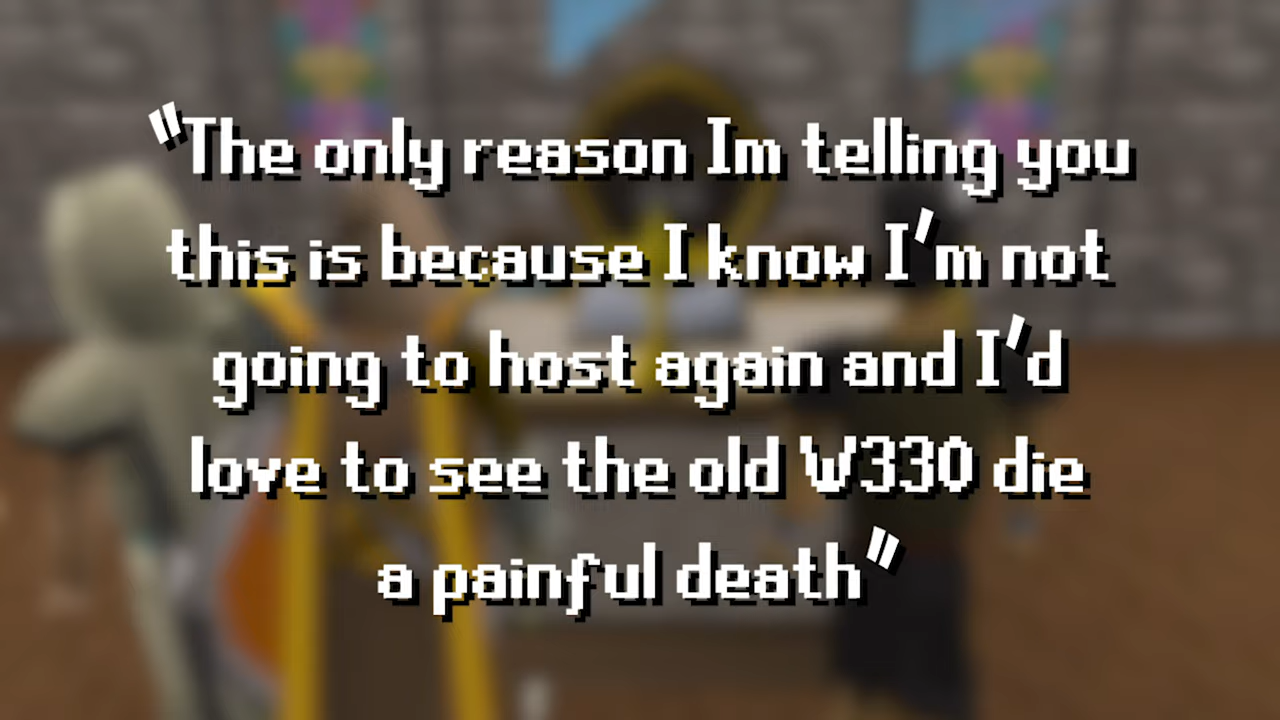 "The only reason Im telling you
this is because I know I'm not
going to host again and I'd
love to see the old W330 die
a painful death"